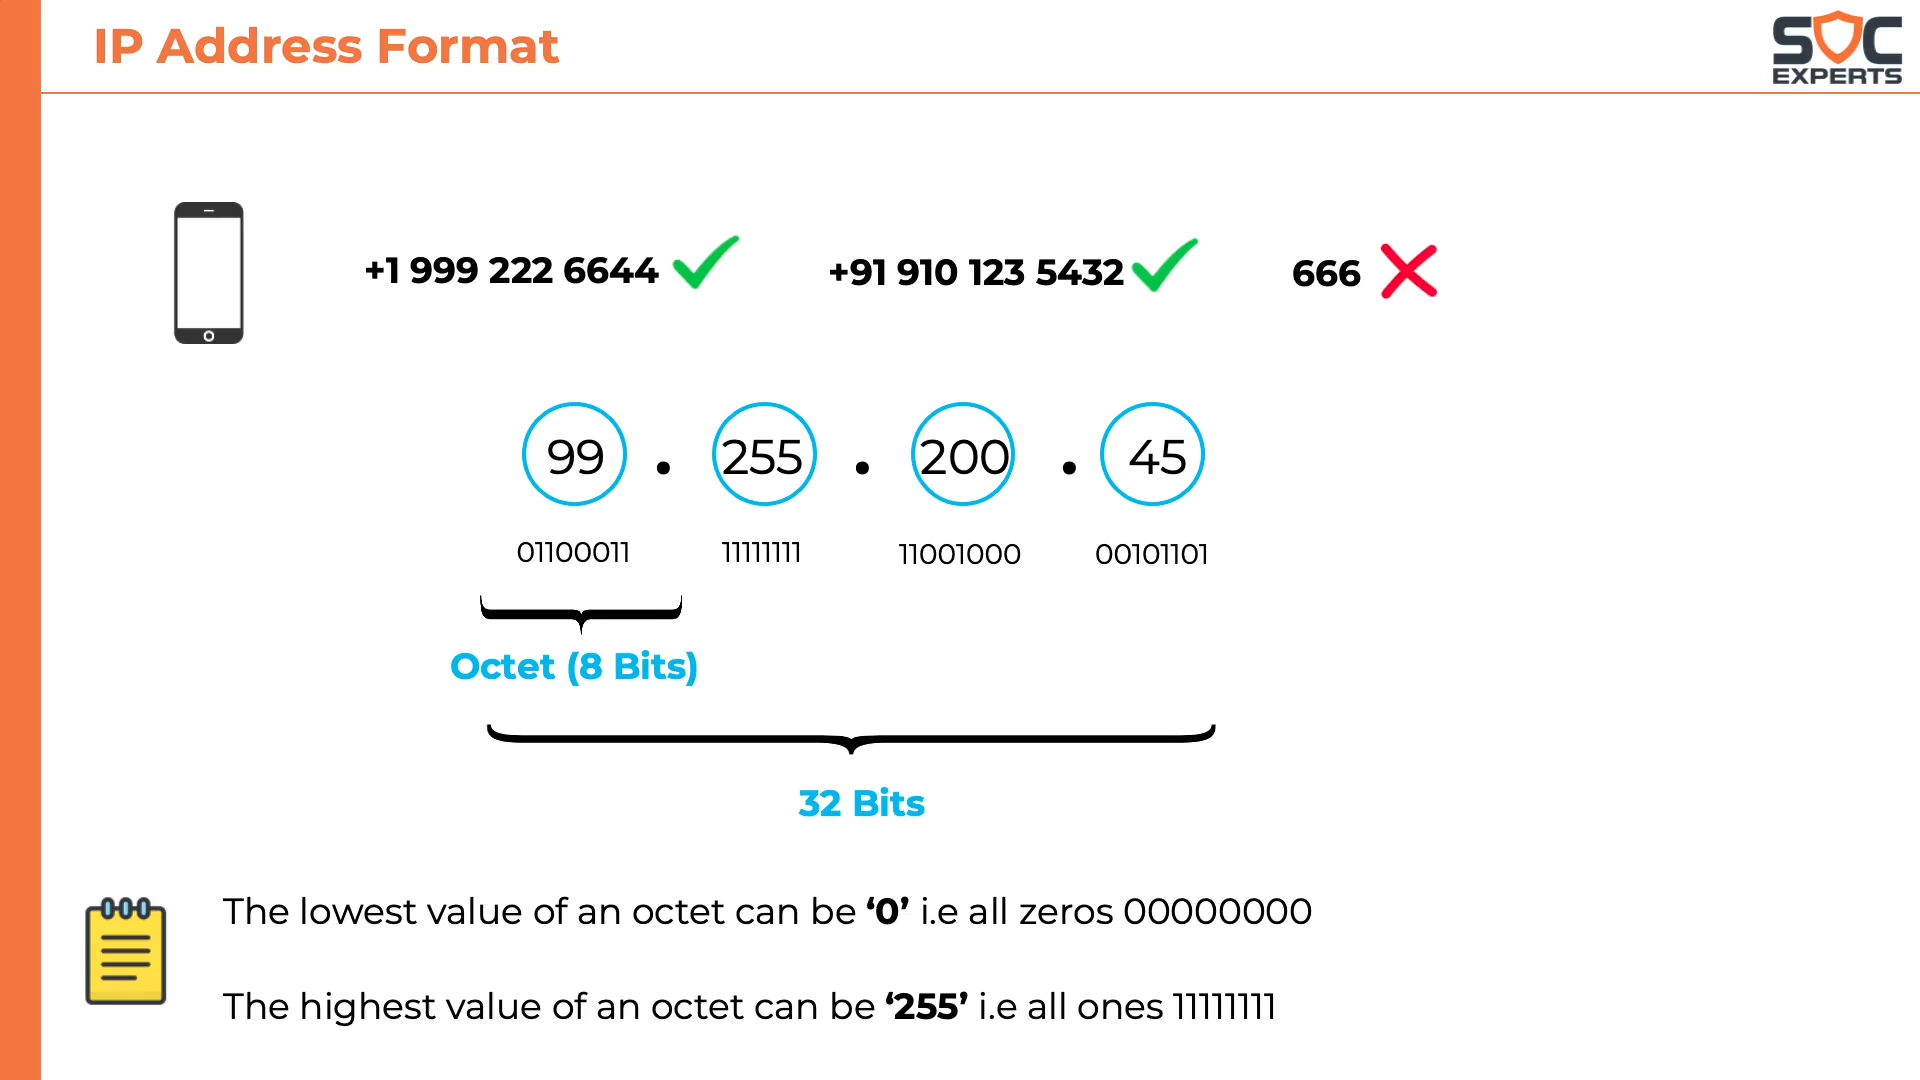 IP Address Format
SOC
EXPERTS
+1 999 222 6644
+91 910 123 5432
666
99 . 255 . 200 . 45
01100011 11111111 11001000 00101101
Octet (8 Bits)
32 Bits
The lowest value of an octet can be ‘0’ i.e all zeros 00000000
The highest value of an octet can be ‘255’ i.e all ones 11111111